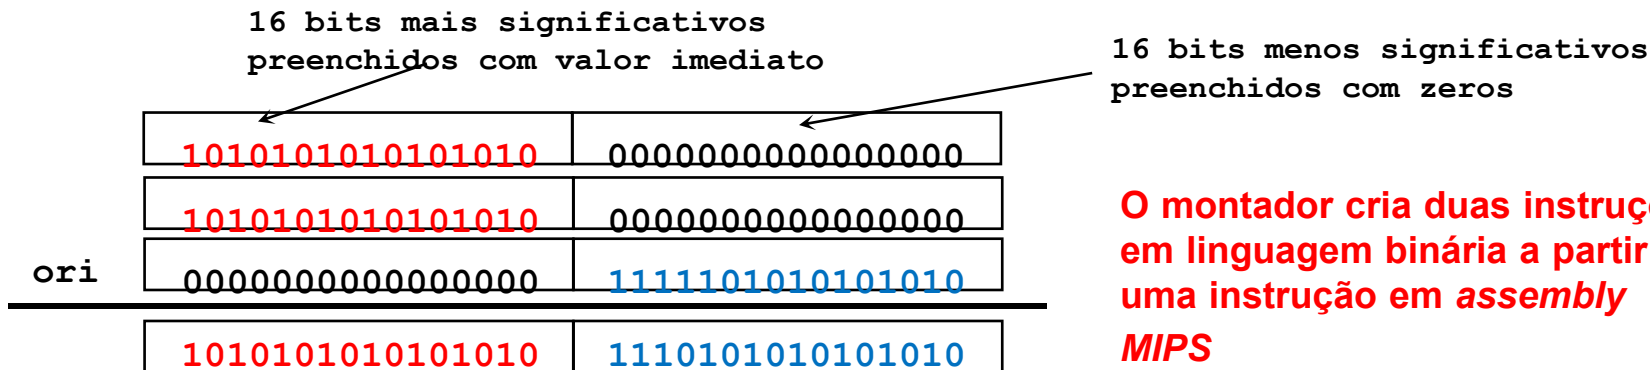 16 bits mais significativos
preenchidos com valor imediato
16 bits menos significativos
preenchidos com zeros
1010101010101010 0000000000000000
1010101010101010 0000000000000000
ori 0000000000000000 1111101010101010
1010101010101010 1110101010101010
O montador cria duas instruç
em linguagem binária a partir
uma instrução em assembly
MIPS